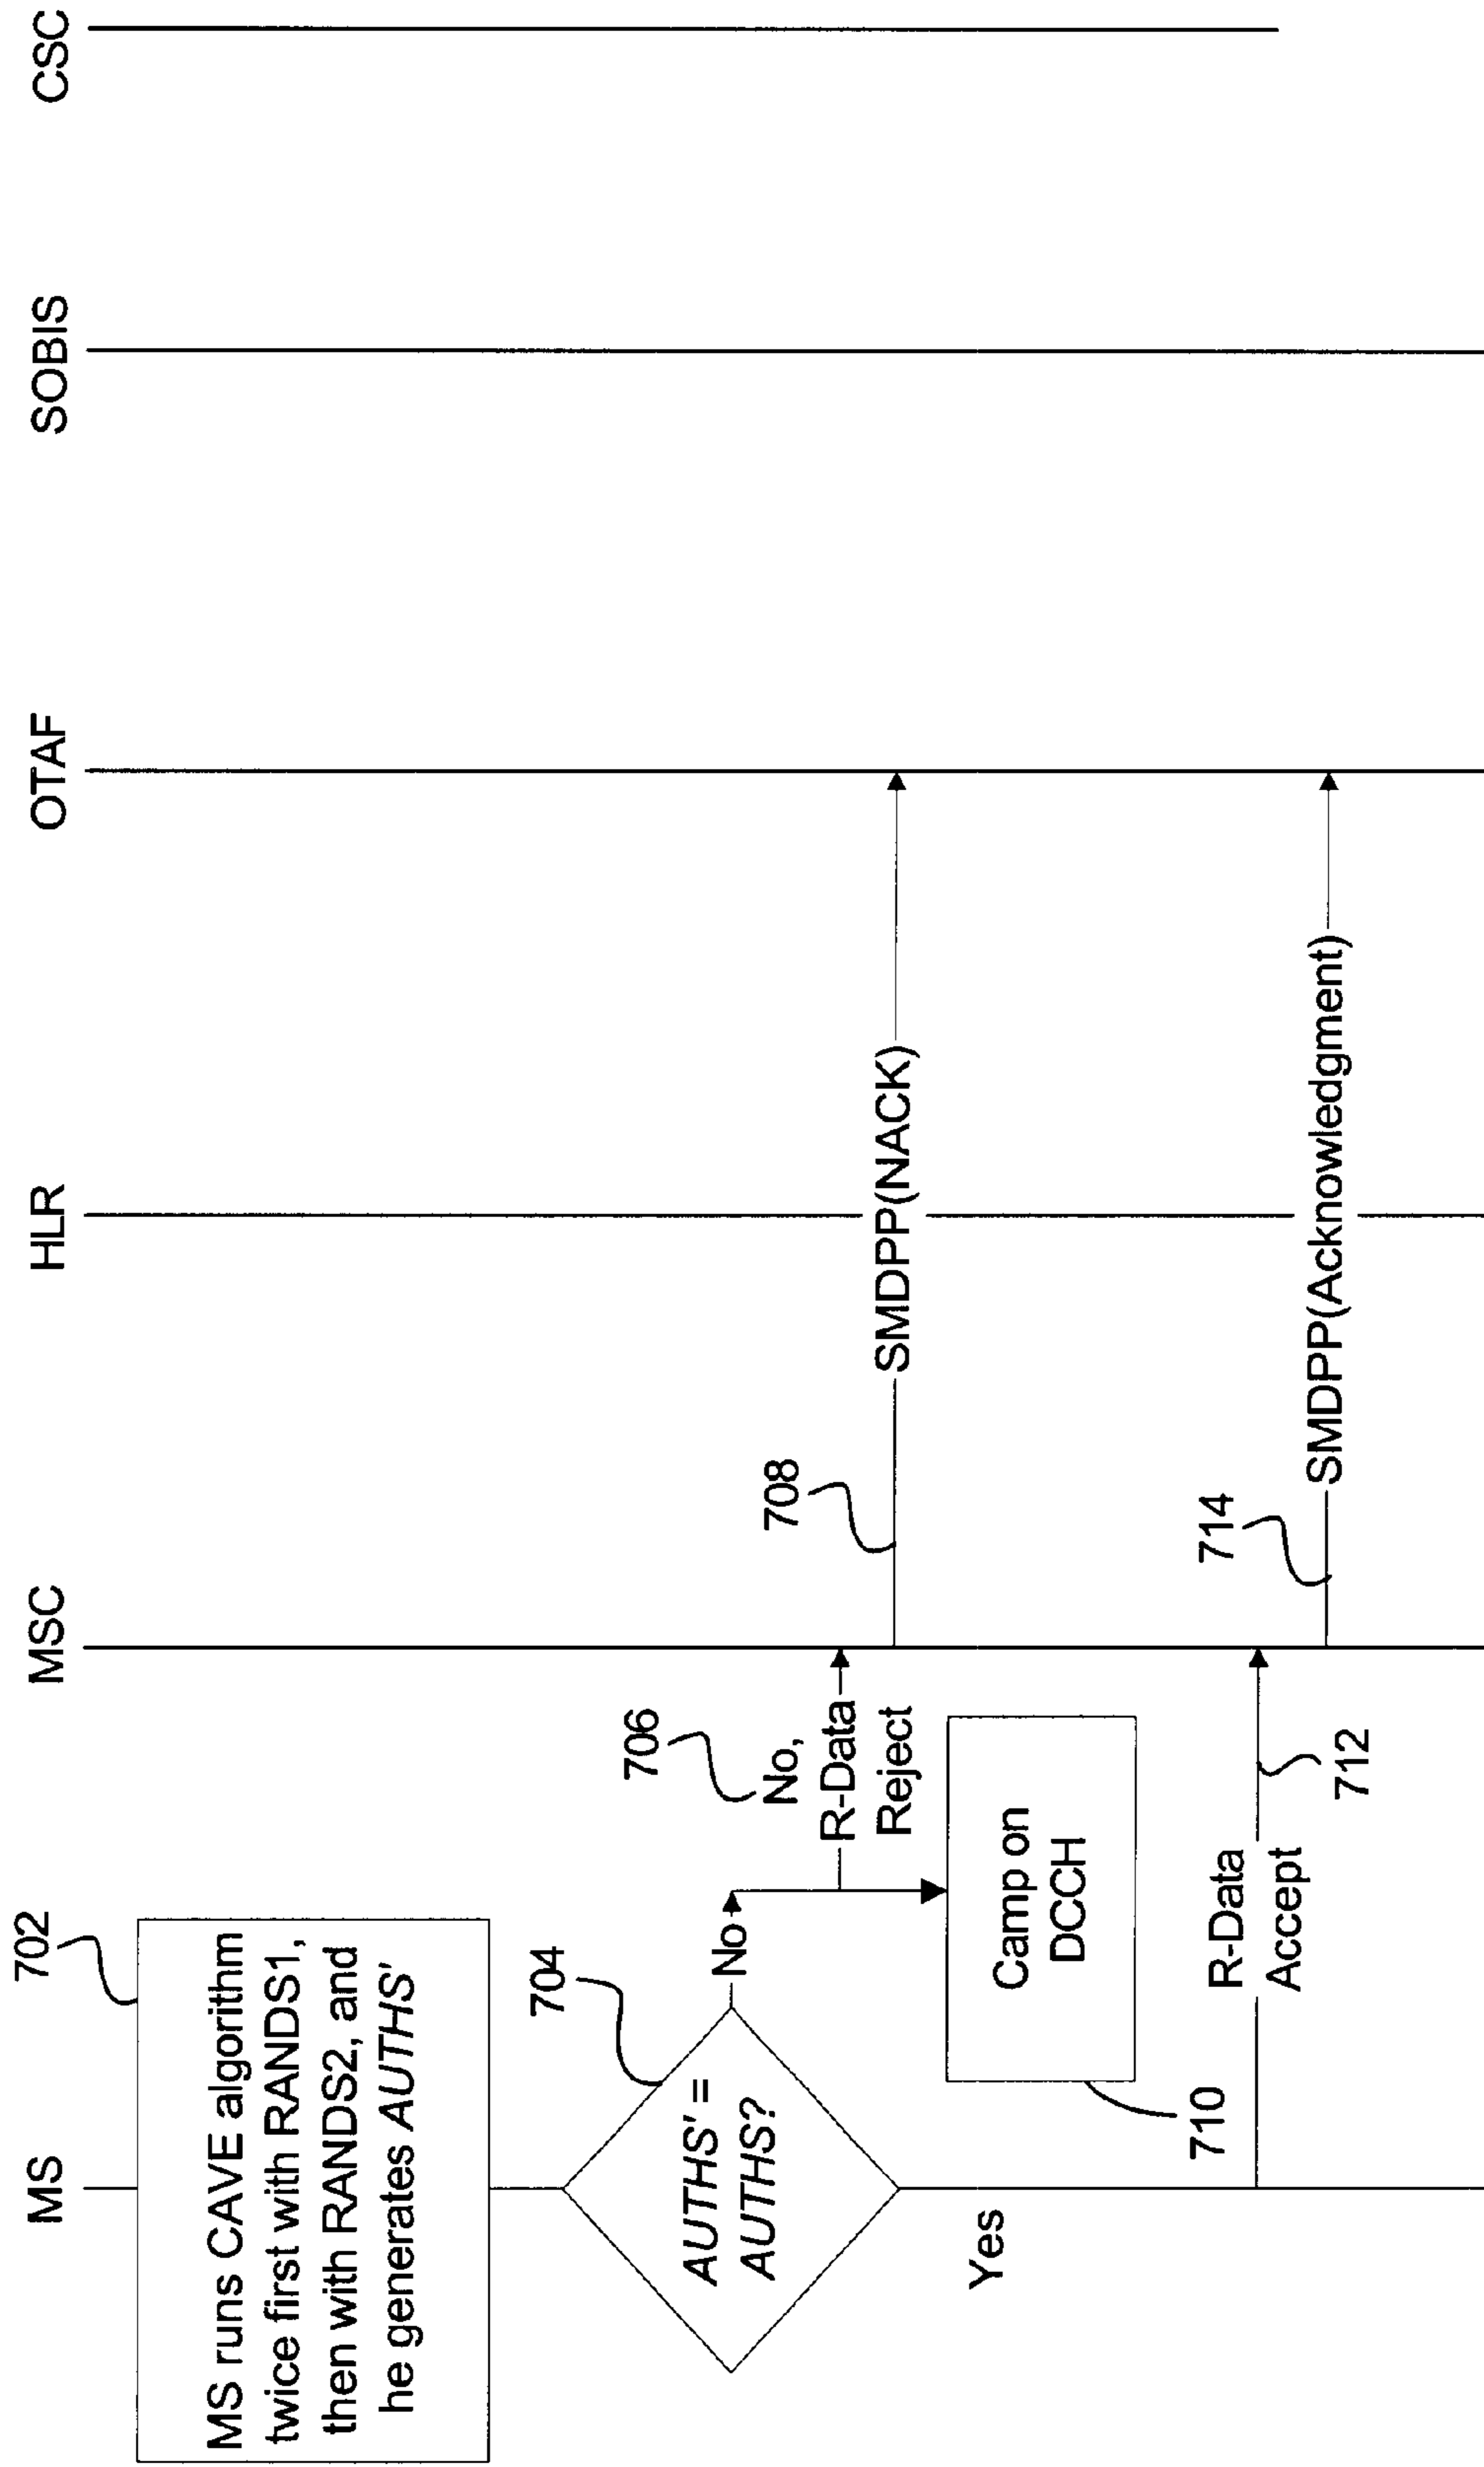 MS
MSC
HLR
OTAF
SOBIS
CSC
702
MS runs CAVE algorithm
twice first with RANDS1,
then with RANDS2, and
he generates AUTHS'
704
AUTHS' =
AUTHS?
No
706
No,
R-Data
Reject
708
SMDPP(NACK)
Camp on
DCCH
710
Yes
R-Data
Accept
712
714
SMDPP(Acknowledgment)